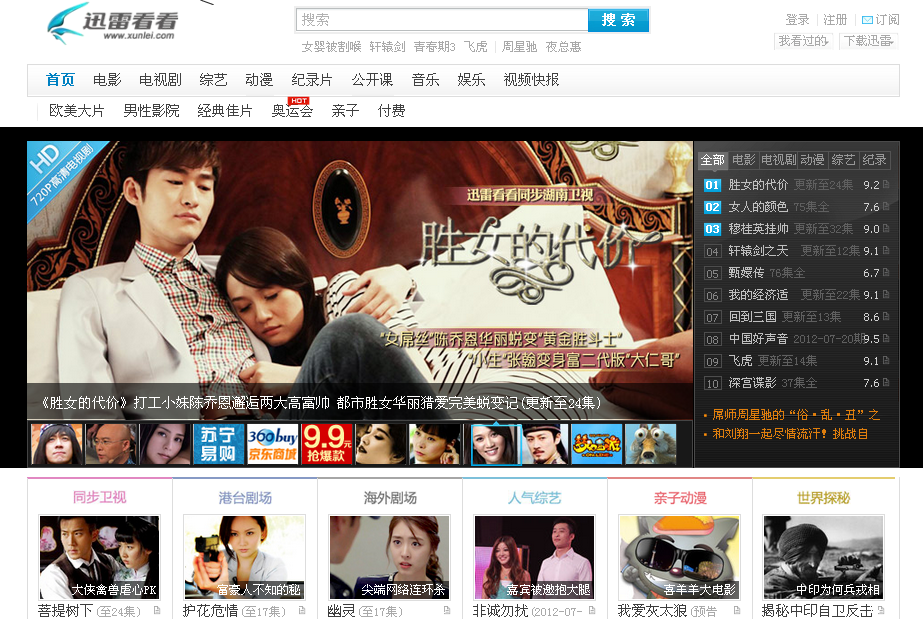 迅雷看看
www.xunlei.com
搜索 搜 索
登录 注册 订阅
女婴被割喉 轩辕剑 青春期3 飞虎 周星驰 夜总惠
我看过的 下载迅雷
首页 电影 电视剧 综艺 动漫 纪录片 公开课 音乐 娱乐 视频快报
欧美大片 男性影院 经典佳片 奥运会 HOT 亲子 付费
HD
720P高清电视剧
迅雷看看同步湖南卫视
胜女的代价
"女屌丝"陈乔恩华丽蜕变"黄金胜斗士"
"小生"张翰变身富二代版"大仁哥"
《胜女的代价》打工小妹陈乔恩邂逅两大高富帅 都市胜女华丽猎爱完美蜕变记(更新至24集)
苏宁易购
360buy
京东商城
9.9元
抢爆款
全部 电影 电视剧 动漫 综艺 纪录
01 胜女的代价 更新至24集 9.2
02 女人的颜色 75集全 7.6
03 穆桂英挂帅 更新至32集 9.0
04 轩辕剑之天 更新至12集 9.1
05 甄嬛传 76集全 6.7
06 我的经济适 更新至22集 9.1
07 回到三国 更新至13集 8.6
08 中国好声音 2012-07-20期 9.5
09 飞虎 更新至14集 9.1
10 深宫谍影 37集全 7.6
• 屌师周星驰的“俗·乱·丑”之
• 和刘翔一起尽情流汗! 挑战自
同步卫视 港台剧场 海外剧场 人气综艺 亲子动漫 世界探秘
大侠禽兽虐心PK 富豪人不知的秘 尖端网络连环杀 嘉宾被邀抱大腿 喜羊羊大电影 中印为何兵戎相
菩提树下 (至24集) 护花危情 (至17集) 幽灵 (至17集) 非诚勿扰 (2012-07- 我爱灰太狼 (预告 揭秘中印自卫反击